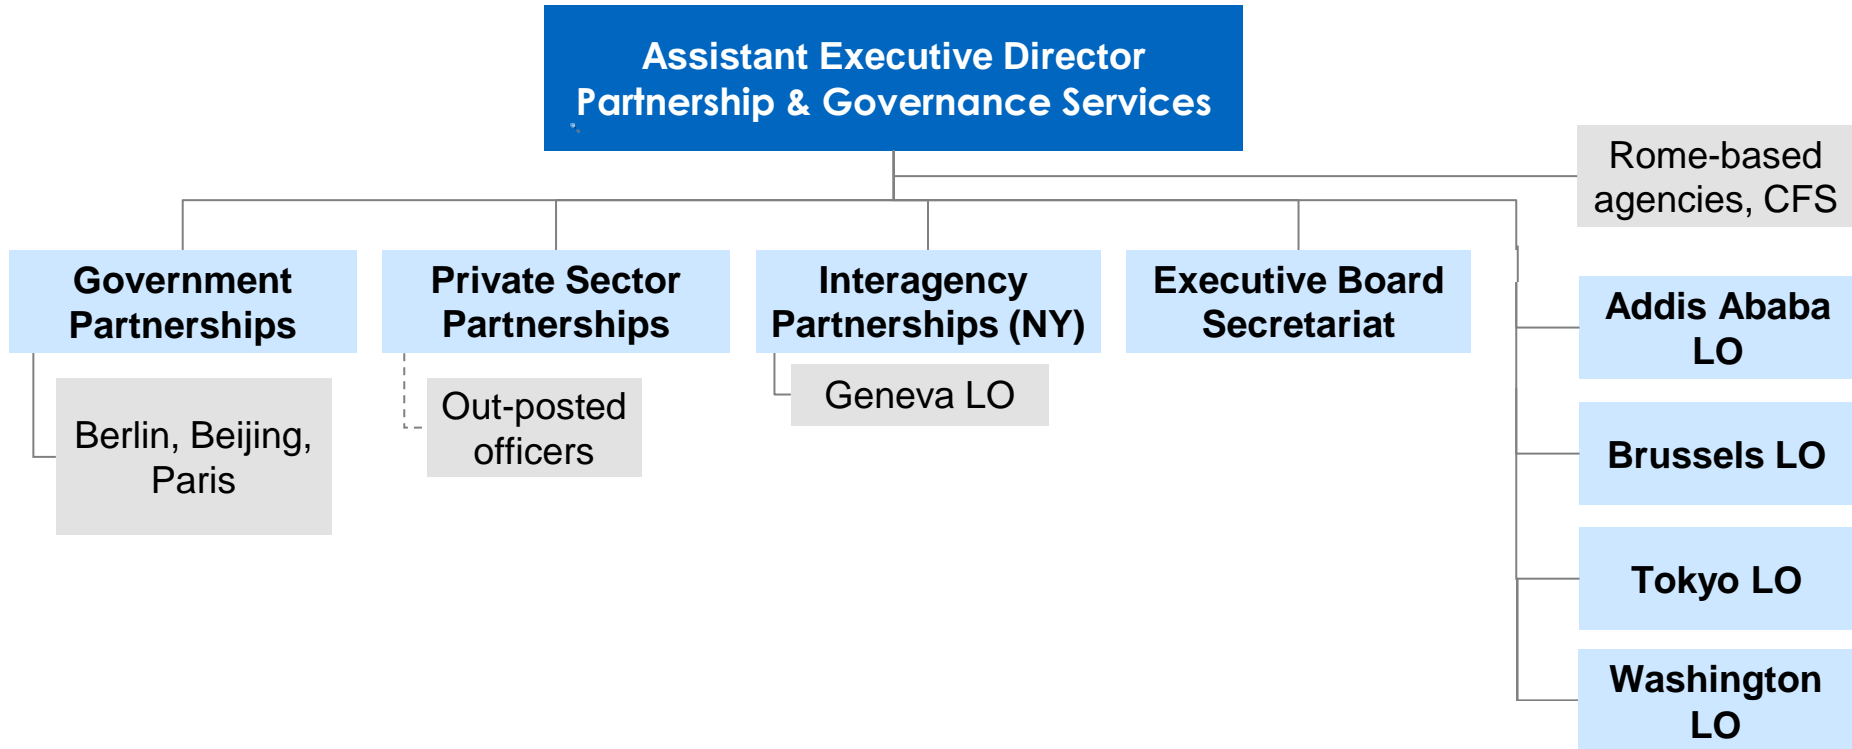 Assistant Executive Director
Partnership & Governance Services
Rome-based
agencies, CFS
Government
Partnerships
Private Sector
Partnerships
Interagency
Partnerships (NY)
Executive Board
Secretariat
Addis Ababa
LO
Berlin, Beijing,
Paris
Out-posted
officers
Geneva LO
Brussels LO
Tokyo LO
Washington
LO